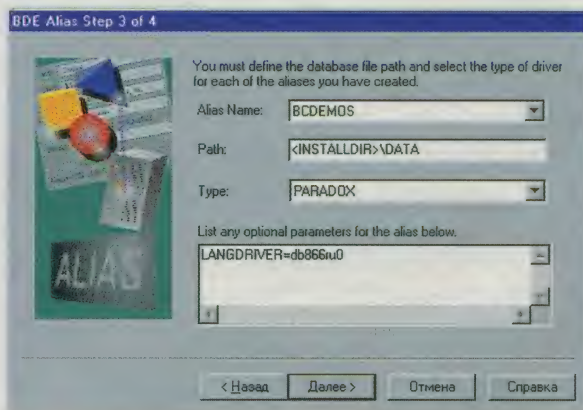 BDE Alias Step 3 of 4
You must define the database file path and select the type of driver
for each of the aliases you have created.
Alias Name:
BCDEMOS
Path:
<INSTALLDIR>\DATA
Type:
PARADOX
List any optional parameters for the alias below.
LANGDRIVER=db866ru0
ALIAS
< Назад
Далее >
Отмена
Справка